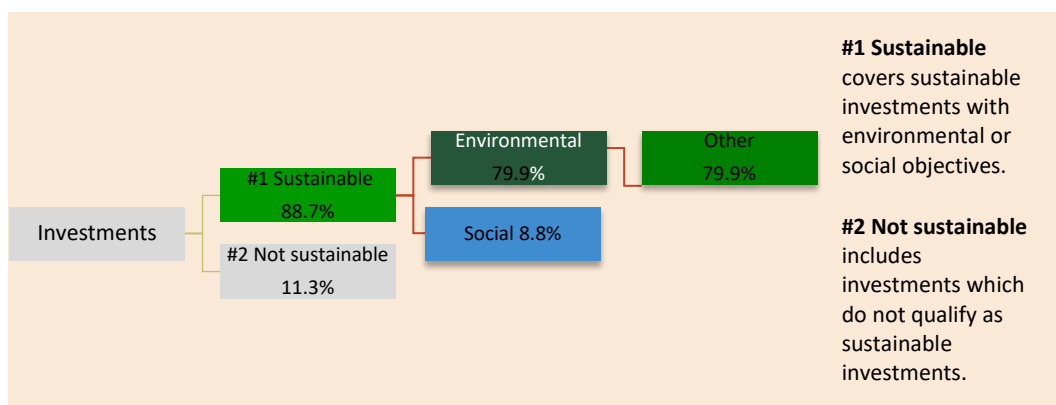 Investments
#1 Sustainable
88.7%
#2 Not sustainable
11.3%
Environmental
79.9%
Social 8.8%
Other
79.9%
#1 Sustainable
covers sustainable
investments with
environmental or
social objectives.
#2 Not sustainable
includes
investments which
do not qualify as
sustainable
investments.